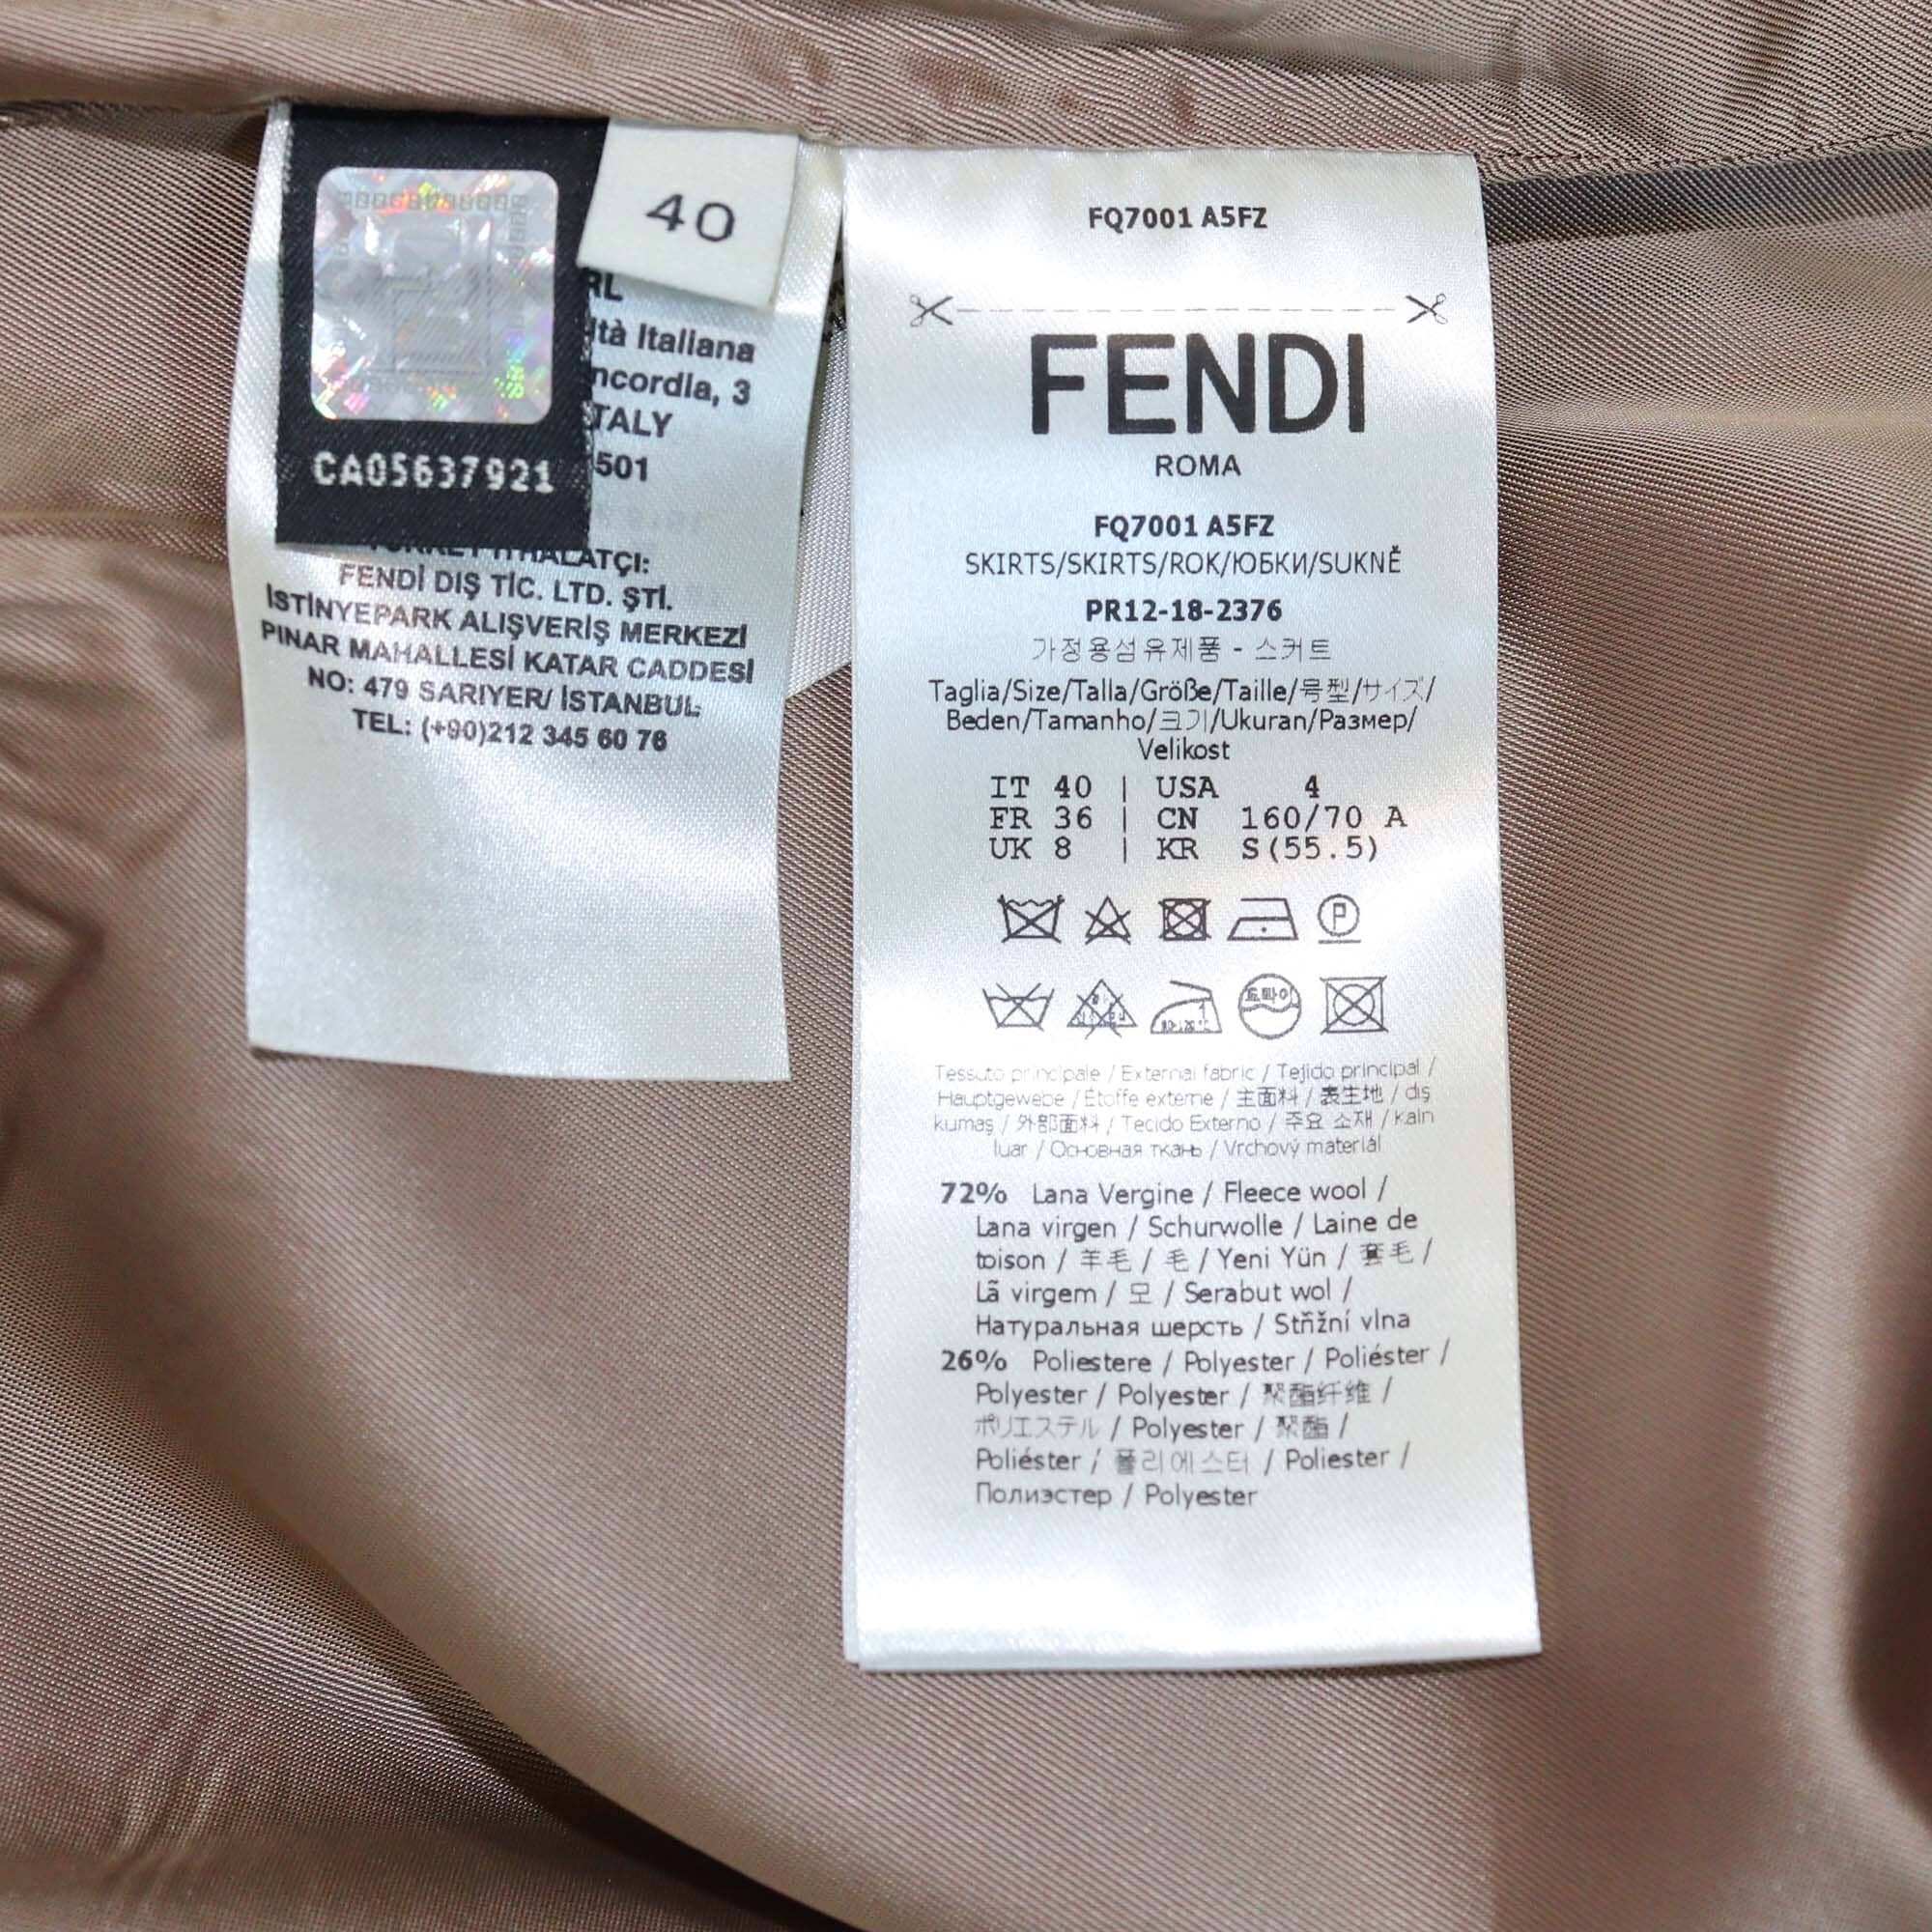 40
CA05637921
RL
ltà Italiana
ncordia, 3
TALY
501
İTHALATÇI:
FENDİ DIŞ TİC. LTD. ŞTİ.
İSTİNYEPARK ALIŞVERİŞ MERKEZİ
PINAR MAHALLESİ KATAR CADDESİ
NO: 479 SARIYER/ İSTANBUL
TEL: (+90)212 345 60 76
FQ7001 A5FZ
FENDI
ROMA
FQ7001 A5FZ
SKIRTS/SKIRTS/ROK/ЮБКИ/SUKNĚ
PR12-18-2376
가정용섬유제품 - 스커트
Taglia/Size/Talla/Größe/Taille/号型/サイズ/
Beden/Tamanho/크기/Ukuran/Размер/
Velikost
IT 40 | USA 4
FR 36 | CN 160/70 A
UK 8 | KR S(55.5)
P
드라이
Tessuto principale / External fabric / Tejido principal /
Hauptgewebe / Étoffe externe / 主面料 / 表生地 / dış
kumaş / 外部面料 / Tecido Externo / 주요 소재 / Kain
luar / Основная ткань / Vrchový materiál
72% Lana Vergine / Fleece wool /
Lana virgen / Schurwolle / Laine de
toison / 羊毛 / 毛 / Yeni Yün / 套毛 /
Lã virgem / 모 / Serabut wol /
Натуральная шерсть / Střžní vlna
26% Poliestere / Polyester / Poliéster /
Polyester / Polyester / 聚酯纤维 /
ポリエステル / Polyester / 聚酯 /
Poliéster / 폴리에스터 / Poliester /
Полиэстер / Polyester